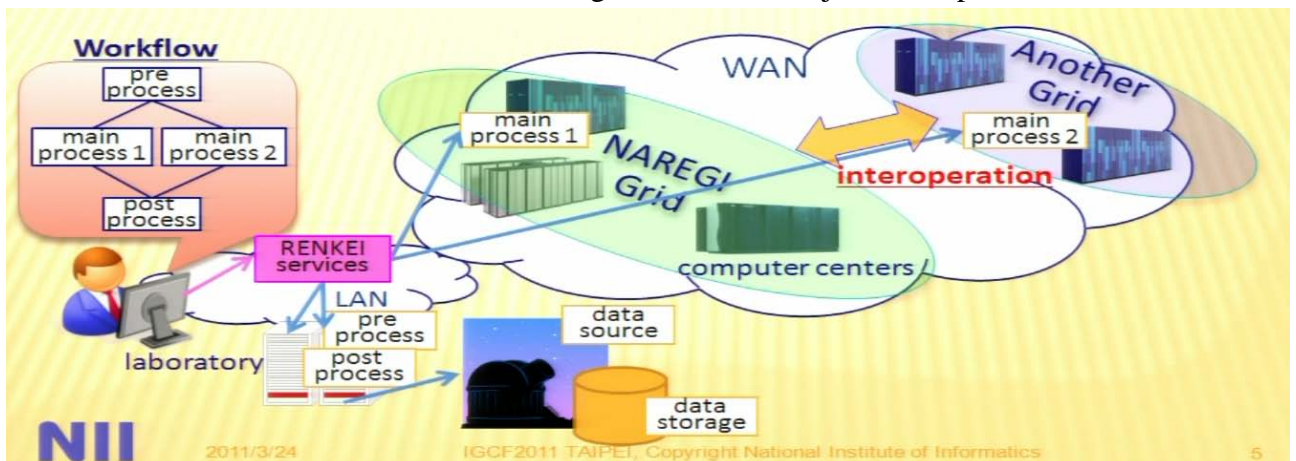 Workflow
pre
process
main
process 1
main
process 2
post
process
WAN
Another
Grid
main
process 1
main
process 2
NAREGI
Grid
interoperation
computer centers
RENKEI
services
LAN
pre
process
post
process
laboratory
data
source
data
storage
NII
2011/3/24
IGCF2011 TAIPEI, Copyright National Institute of Informatics
5